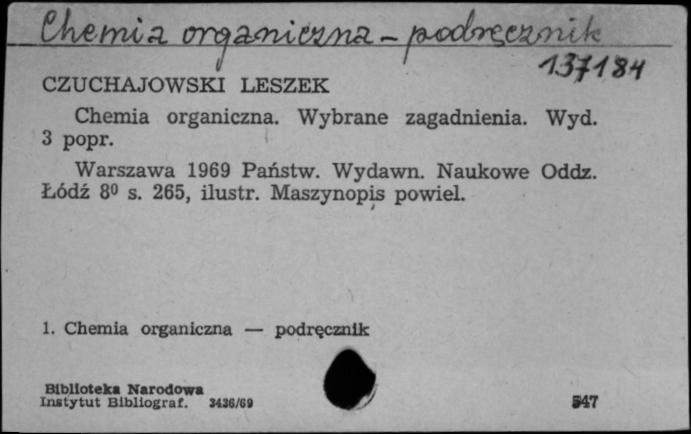 Chemia organiczna – podręcznik
137184
CZUCHAJOWSKI LESZEK
Chemia organiczna. Wybrane zagadnienia. Wyd.
3 popr.
Warszawa 1969 Państw. Wydawn. Naukowe Oddz.
Łódź 8⁰ s. 265, ilustr. Maszynopis powiel.
1. Chemia organiczna — podręcznik
Biblioteka Narodowa
Instytut Bibliograf. 3436/69
547